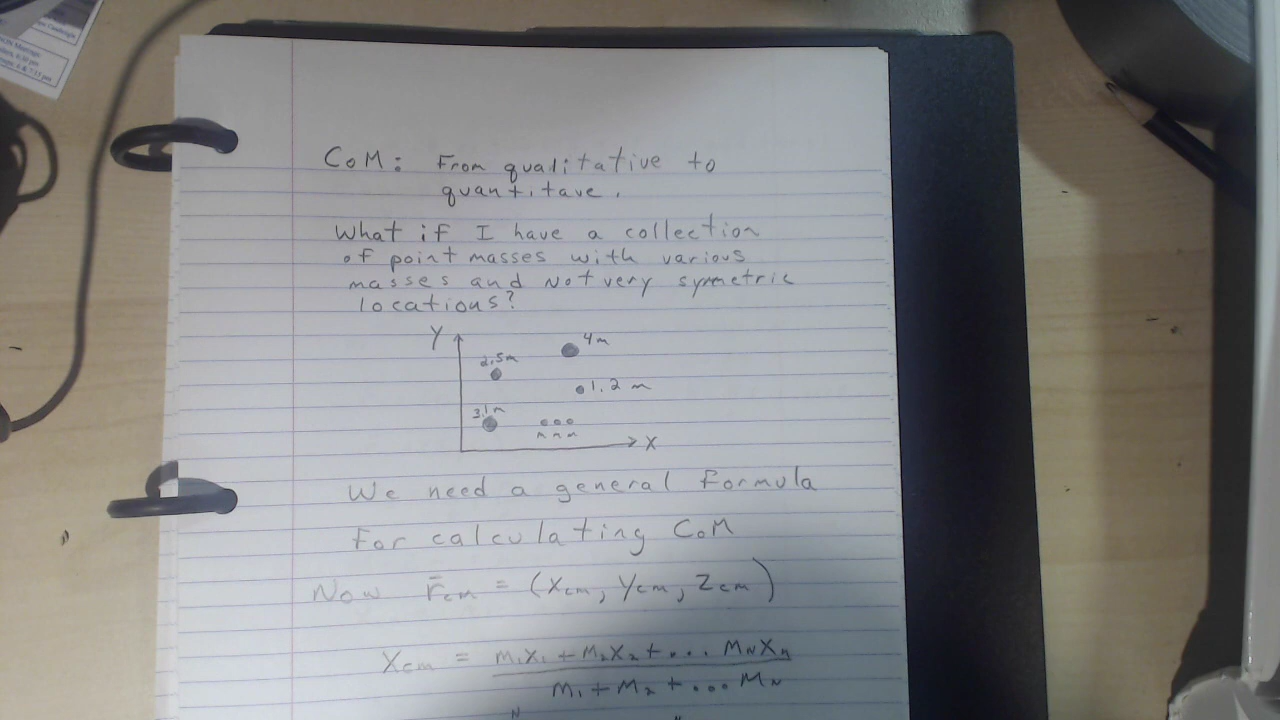 CoM: From qualitative to
quantitave.
What if I have a collection
of point masses with various
masses and not very symetric
locations?
Y
4m
2.5m
1.2 m
3.1m
m m m
X
We need a general formula
for calculating CoM
Now r̄cm = (Xcm, Ycm, Zcm)
Xcm = M1X1 + M2X2 + ... MNXN
M1 + M2 + ... MN